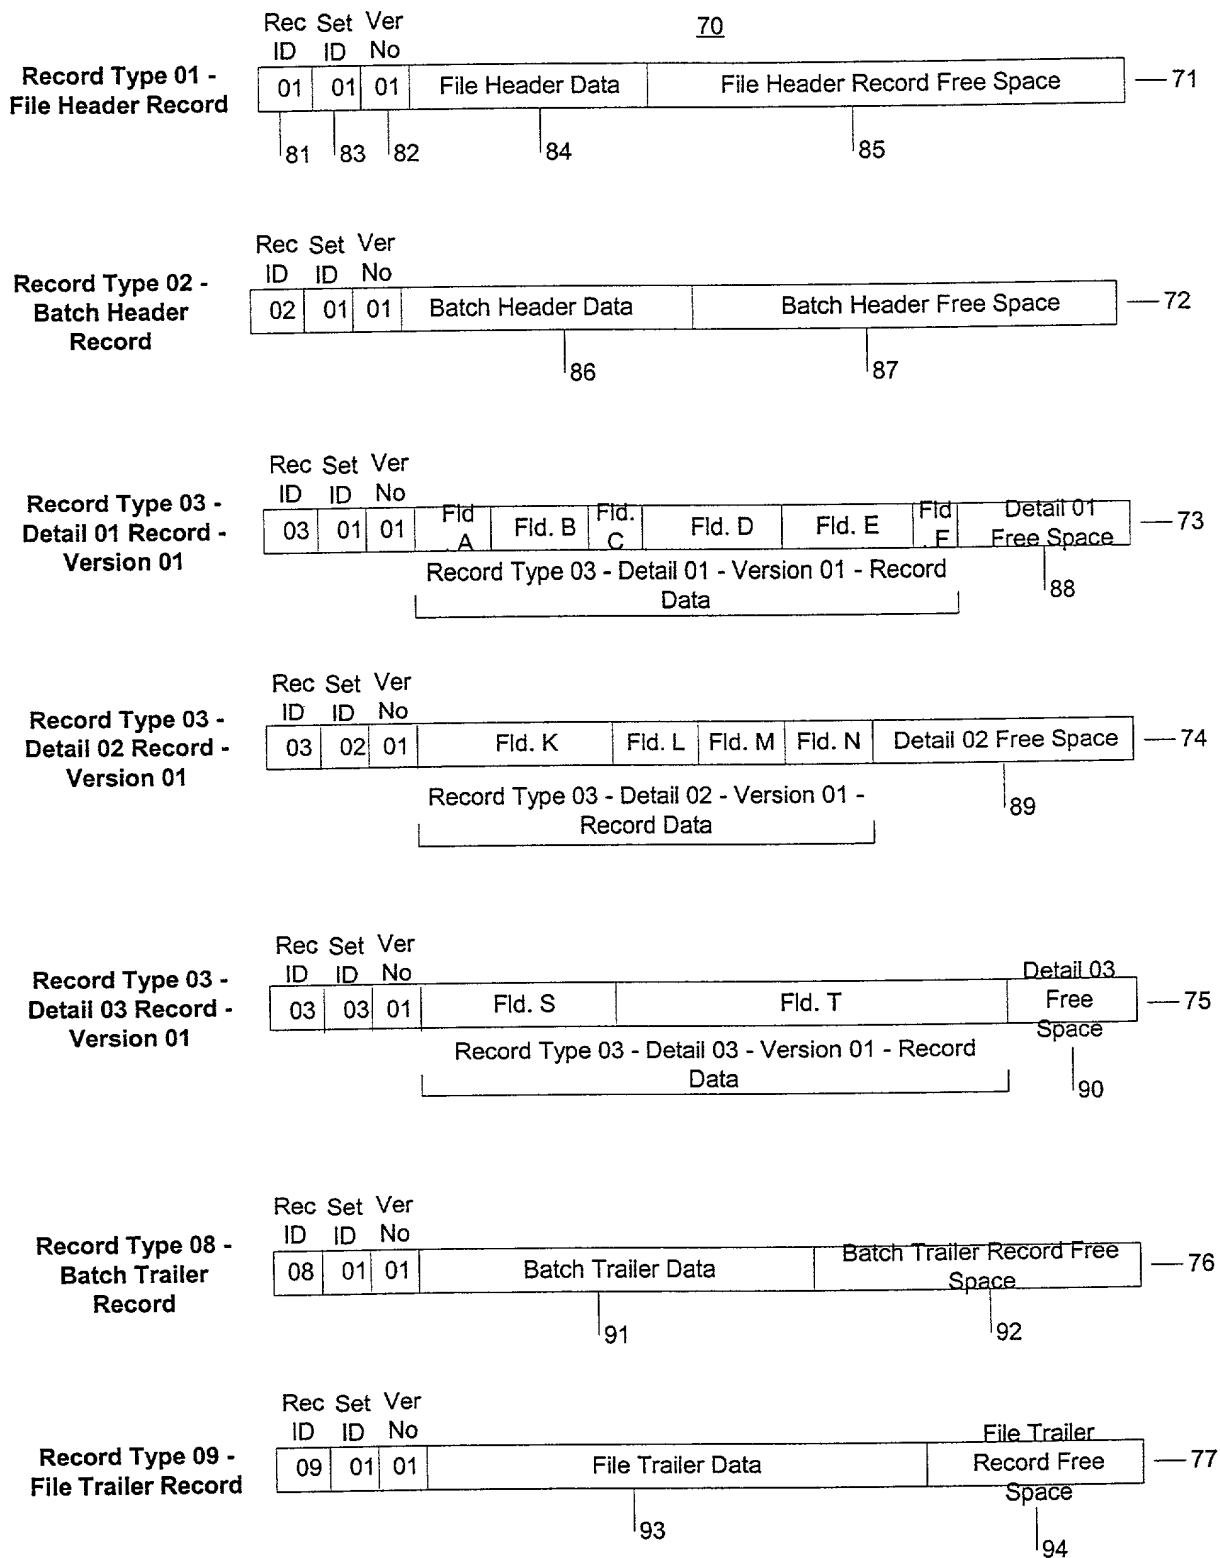 70
Rec Set Ver
ID ID No
Record Type 01 -
File Header Record
01 01 01 File Header Data File Header Record Free Space 71
81 83 82 84 85
Rec Set Ver
ID ID No
Record Type 02 -
Batch Header
Record
02 01 01 Batch Header Data Batch Header Free Space 72
86 87
Rec Set Ver
ID ID No
Record Type 03 -
Detail 01 Record -
Version 01
03 01 01 Fld A Fld. B Fld. C Fld. D Fld. E Fld . F Detail 01 Free Space 73
Record Type 03 - Detail 01 - Version 01 - Record
Data
88
Rec Set Ver
ID ID No
Record Type 03 -
Detail 02 Record -
Version 01
03 02 01 Fld. K Fld. L Fld. M Fld. N Detail 02 Free Space 74
Record Type 03 - Detail 02 - Version 01 -
Record Data
89
Rec Set Ver
ID ID No
Record Type 03 -
Detail 03 Record -
Version 01
03 03 01 Fld. S Fld. T Detail 03 Free Space 75
Record Type 03 - Detail 03 - Version 01 - Record
Data
90
Rec Set Ver
ID ID No
Record Type 08 -
Batch Trailer
Record
08 01 01 Batch Trailer Data Batch Trailer Record Free Space 76
91 92
Rec Set Ver
ID ID No
Record Type 09 -
File Trailer Record
09 01 01 File Trailer Data File Trailer Record Free Space 77
93 94